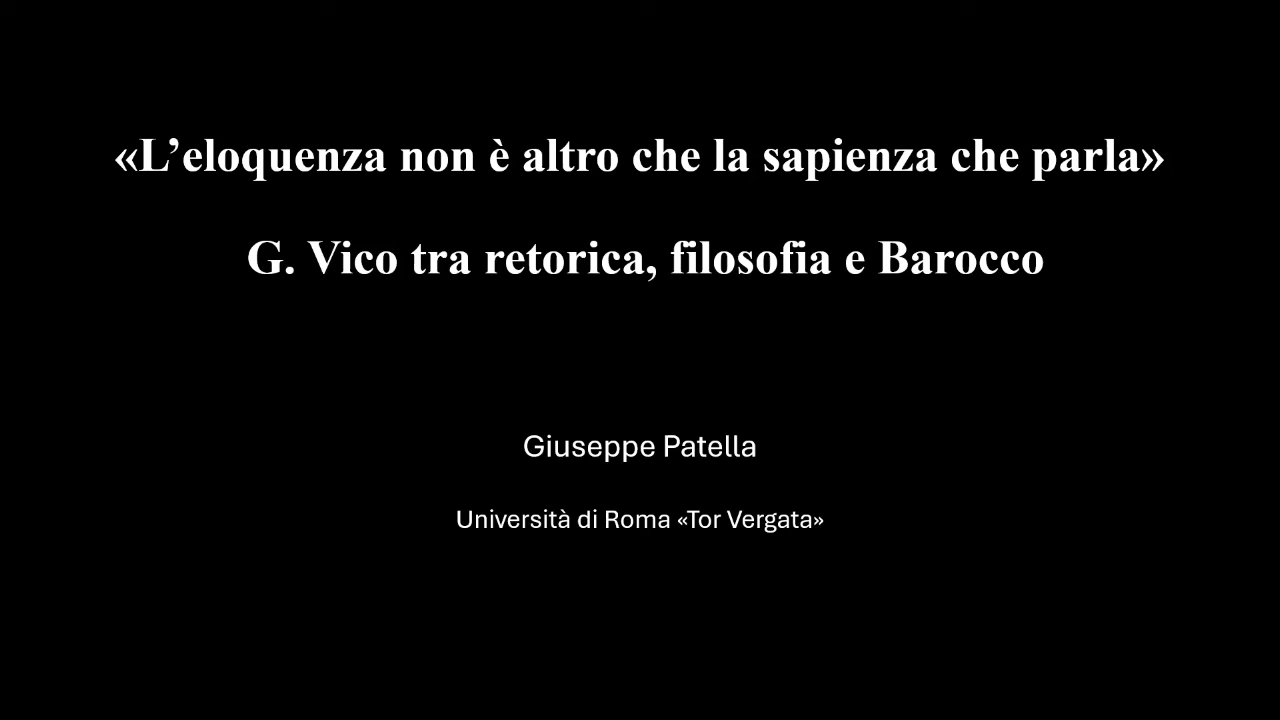 «L’eloquenza non è altro che la sapienza che parla»
G. Vico tra retorica, filosofia e Barocco
Giuseppe Patella
Università di Roma «Tor Vergata»